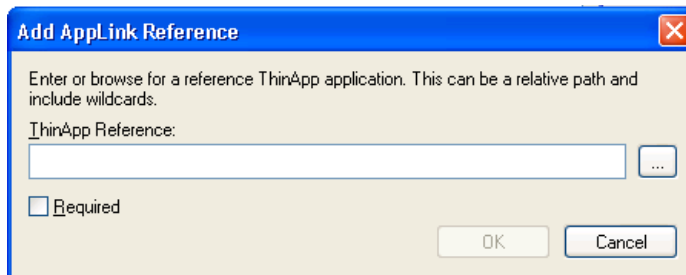 Add AppLink Reference
Enter or browse for a reference ThinApp application. This can be a relative path and
include wildcards.
ThinApp Reference:
...
Required
OK
Cancel